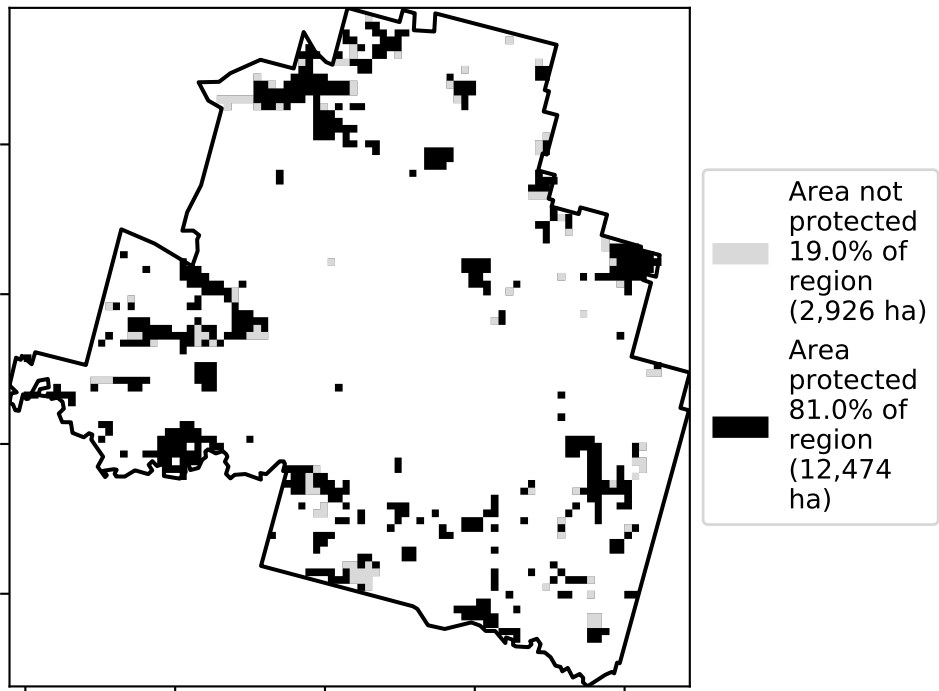 Area not
protected
19.0% of
region
(2,926 ha)
Area
protected
81.0% of
region
(12,474
ha)